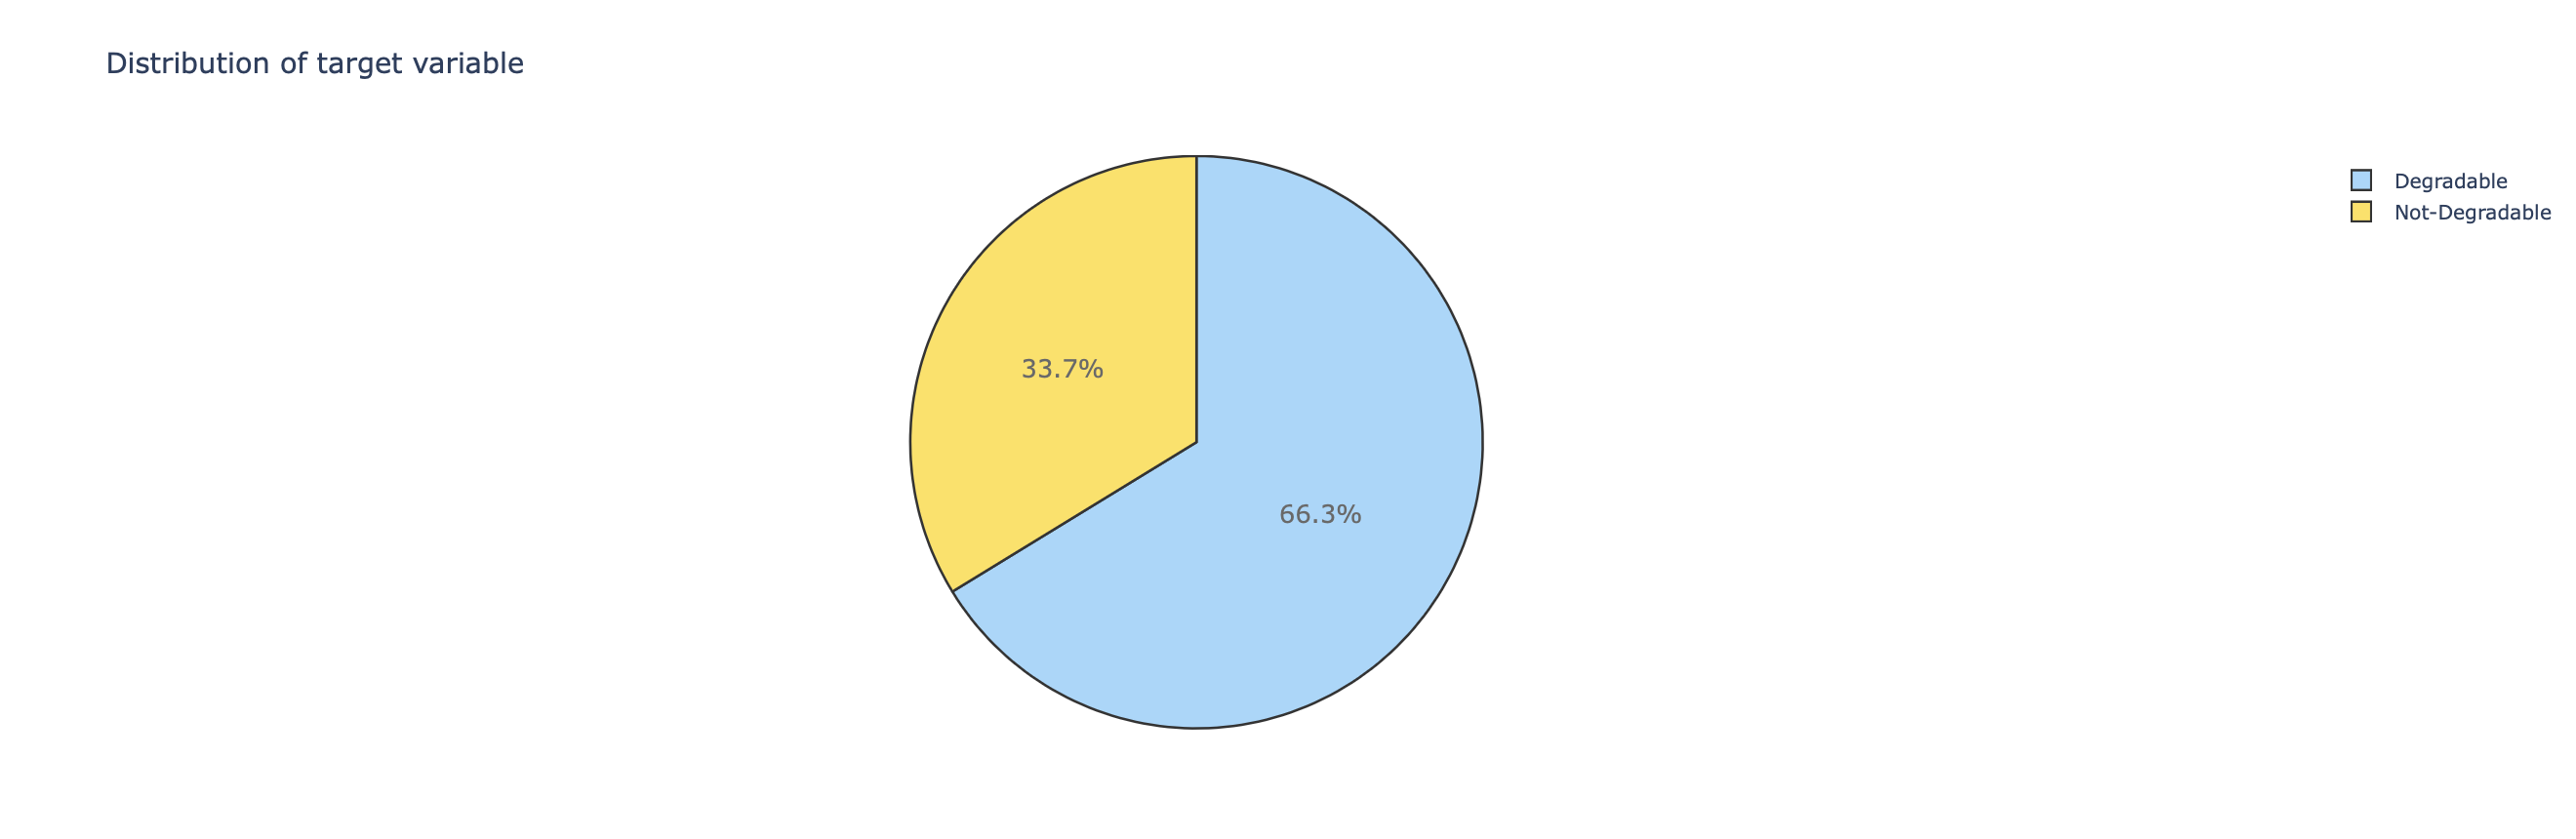 Distribution of target variable
Degradable
Not-Degradable
33.7%
66.3%